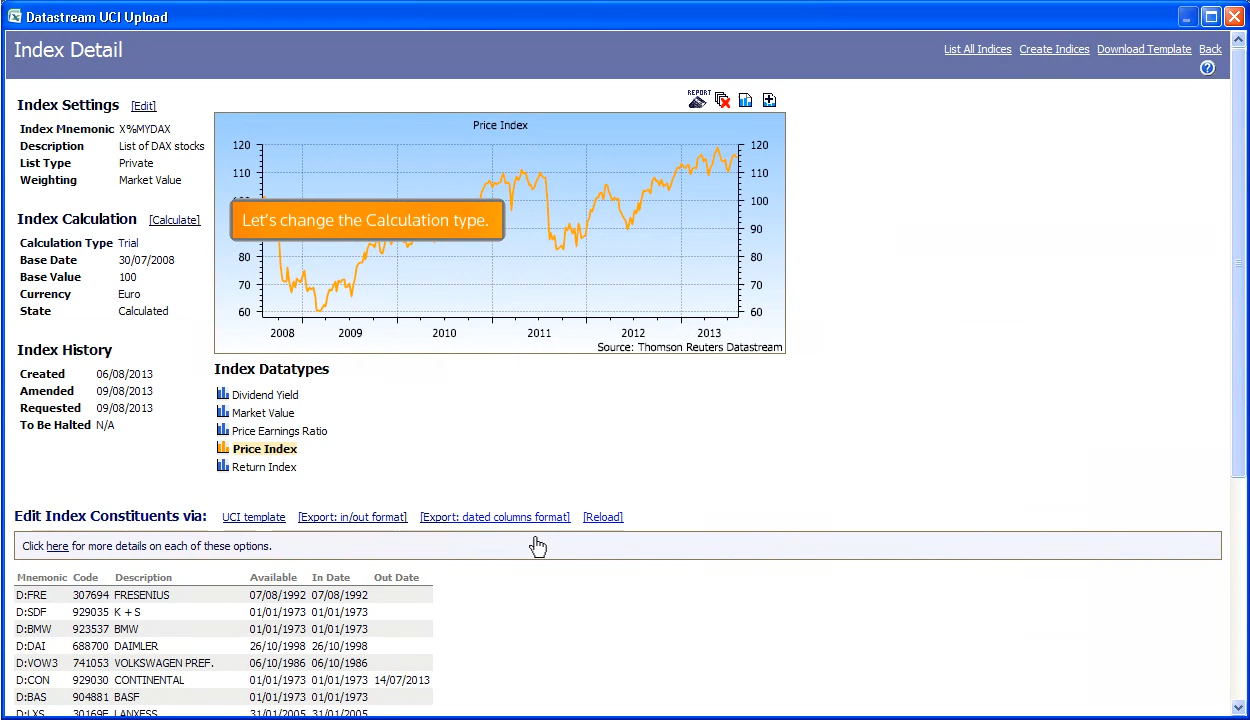 Datastream UCI Upload
Index Detail
List All Indices Create Indices Download Template Back
Index Settings [Edit]
Index Mnemonic X%MYDAX
Description List of DAX stocks
List Type Private
Weighting Market Value
Index Calculation [Calculate]
Calculation Type Trial
Base Date 30/07/2008
Base Value 100
Currency Euro
State Calculated
Index History
Created 06/08/2013
Amended 09/08/2013
Requested 09/08/2013
To Be Halted N/A
REPORT
Price Index
120 120
110 110
100
Let's change the Calculation type.
90
80 80
70 70
60 60
2008 2009 2010 2011 2012 2013
Source: Thomson Reuters Datastream
Index Datatypes
Dividend Yield
Market Value
Price Earnings Ratio
Price Index
Return Index
Edit Index Constituents via: UCI template [Export: in/out format] [Export: dated columns format] [Reload]
Click here for more details on each of these options.
Mnemonic Code Description Available In Date Out Date
D:FRE 307694 FRESENIUS 07/08/1992 07/08/1992
D:SDF 929035 K + S 01/01/1973 01/01/1973
D:BMW 923537 BMW 01/01/1973 01/01/1973
D:DAI 688700 DAIMLER 26/10/1998 26/10/1998
D:VOW3 741053 VOLKSWAGEN PREF. 06/10/1986 06/10/1986
D:CON 929030 CONTINENTAL 01/01/1973 01/01/1973 14/07/2013
D:BAS 904881 BASF 01/01/1973 01/01/1973
D:LXS 30169E LANXESS 31/01/2005 31/01/2005